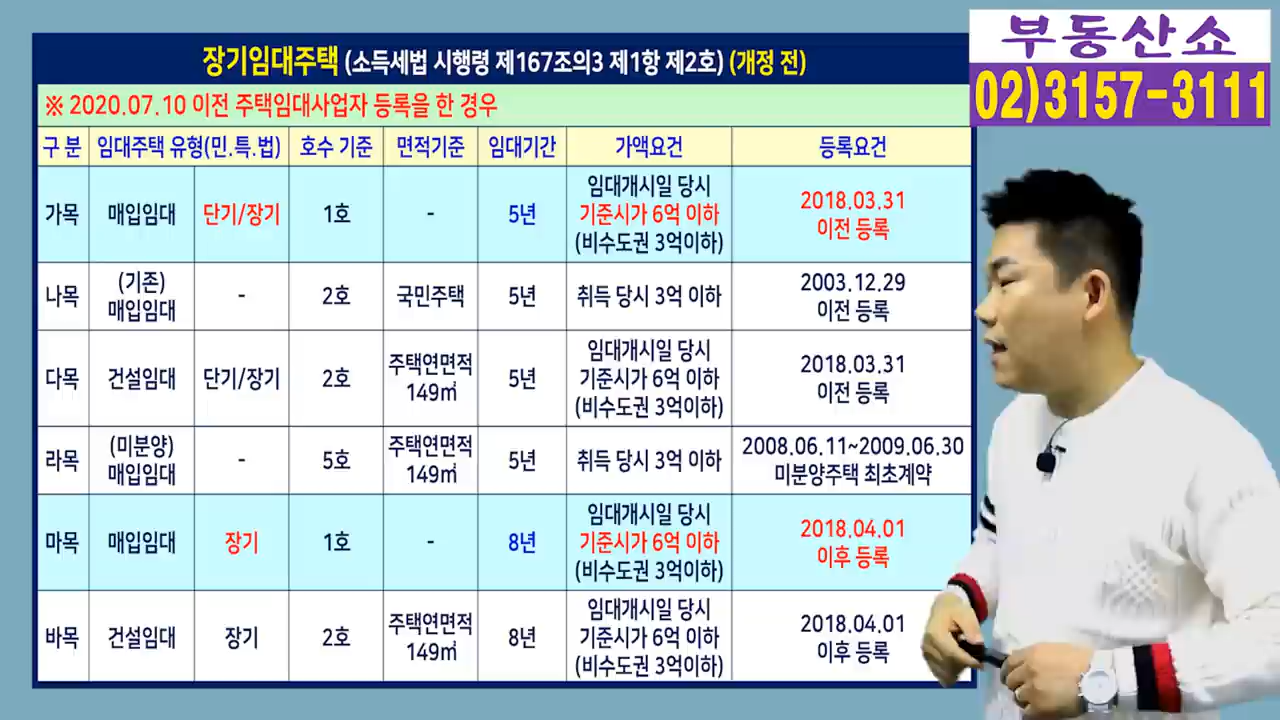 부동산쇼
02)3157-3111
장기임대주택 (소득세법 시행령 제167조의3 제1항 제2호) (개정 전)
※ 2020.07.10 이전 주택임대사업자 등록을 한 경우
구 분 임대주택 유형(민.특.법) 호수 기준 면적기준 임대기간 가액요건 등록요건
가목 매입임대 단기/장기 1호 - 5년 임대개시일 당시
기준시가 6억 이하
(비수도권 3억이하) 2018.03.31
이전 등록
나목 (기존)
매입임대 - 2호 국민주택 5년 취득 당시 3억 이하 2003.12.29
이전 등록
다목 건설임대 단기/장기 2호 주택연면적
149㎡ 5년 임대개시일 당시
기준시가 6억 이하
(비수도권 3억이하) 2018.03.31
이전 등록
라목 (미분양)
매입임대 - 5호 주택연면적
149㎡ 5년 취득 당시 3억 이하 2008.06.11~2009.06.30
미분양주택 최초계약
마목 매입임대 장기 1호 - 8년 임대개시일 당시
기준시가 6억 이하
(비수도권 3억이하) 2018.04.01
이후 등록
바목 건설임대 장기 2호 주택연면적
149㎡ 8년 임대개시일 당시
기준시가 6억 이하
(비수도권 3억이하) 2018.04.01
이후 등록